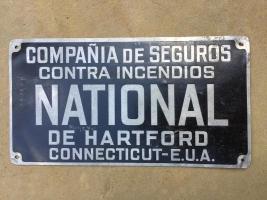 COMPAÑIA DE SEGUROS
CONTRA INCENDIOS
NATIONAL
DE HARTFORD
CONNECTICUT-E.U.A.